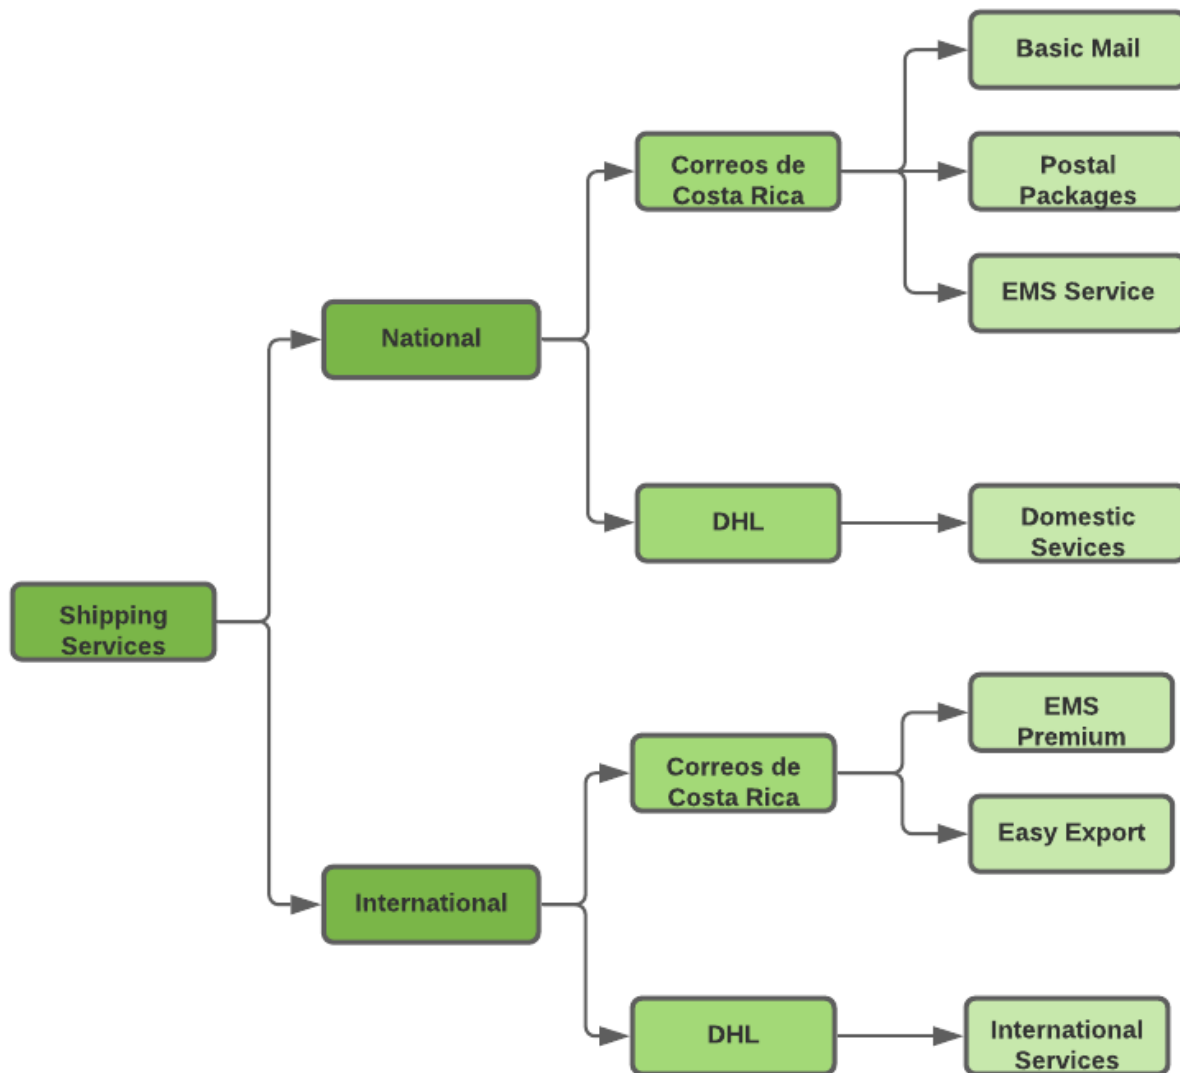 Basic Mail
Correos de
Costa Rica
Postal
Packages
EMS Service
National
DHL
Domestic
Sevices
Shipping
Services
EMS
Premium
Correos de
Costa Rica
Easy Export
International
DHL
International
Services